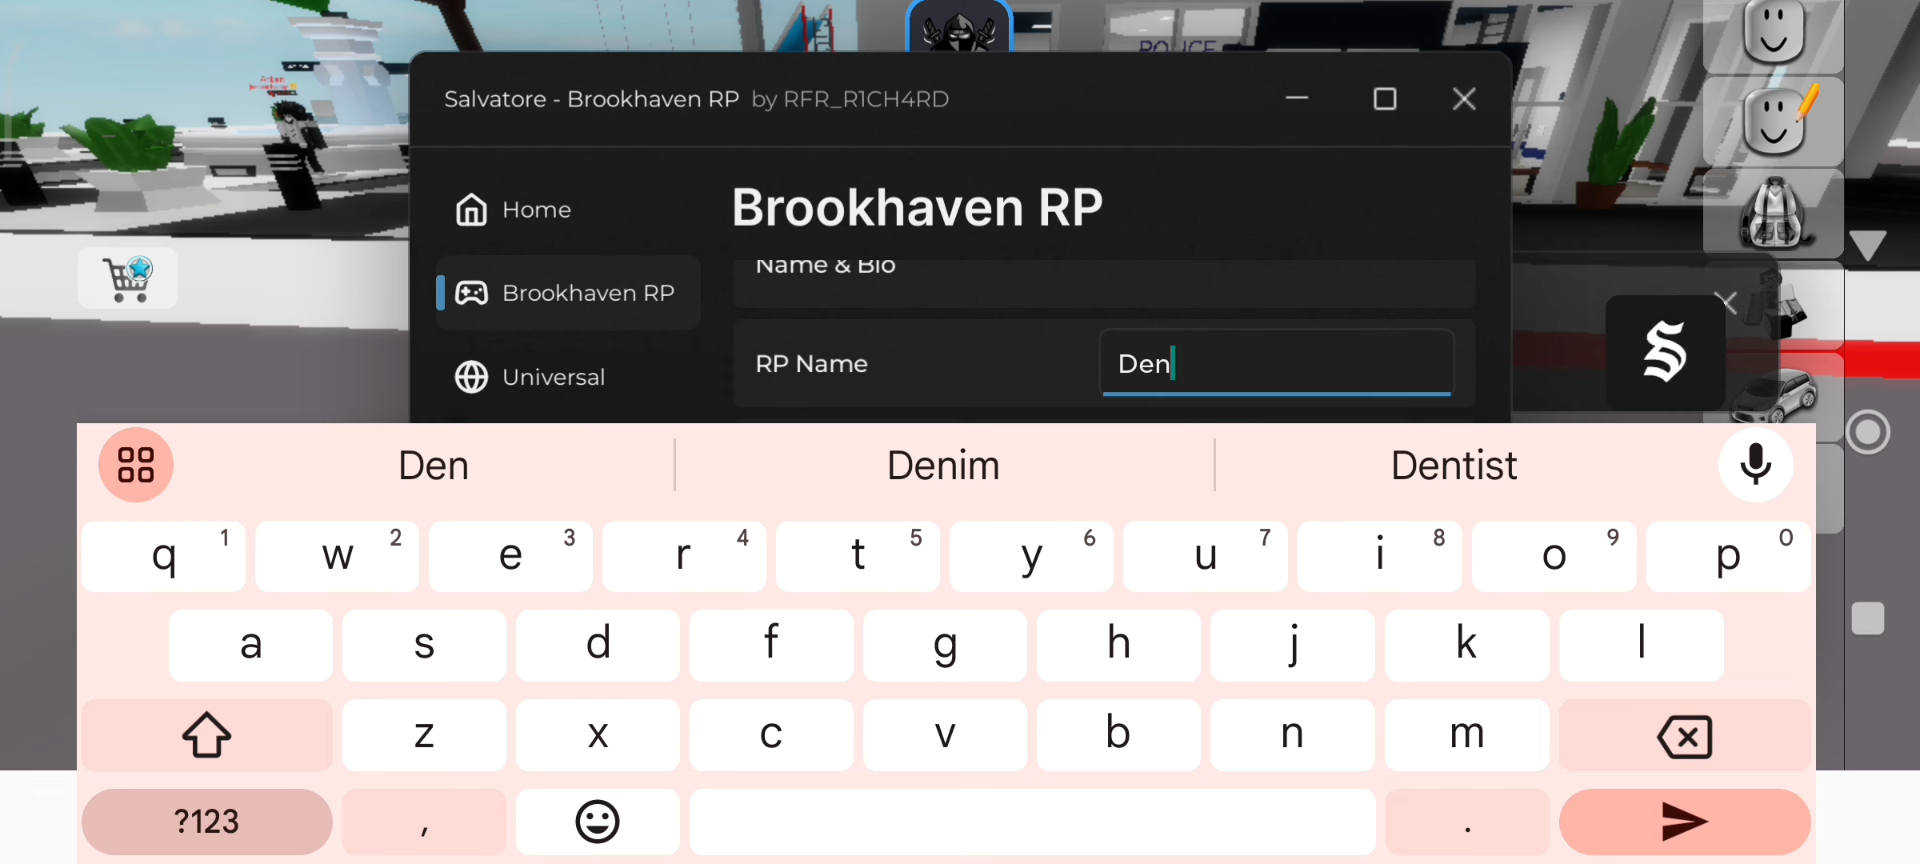 POLICE
Salvatore - Brookhaven RP by RFR_R1CH4RD
Home
Brookhaven RP
Brookhaven RP
Name & Bio
Universal
RP Name
Den
Den
Denim
Dentist
q 1 w 2 e 3 r 4 t 5 y 6 u 7 i 8 o 9 p 0
a s d f g h j k l
z x c v b n m
?123 , .